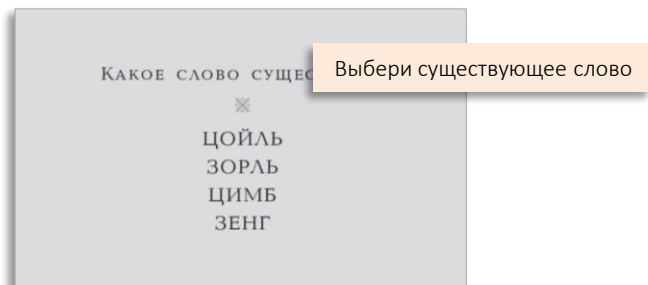 Какое слово сущес
Выбери существующее слово
ЦОЙЛЬ
ЗОРЛЬ
ЦИМБ
ЗЕНГ